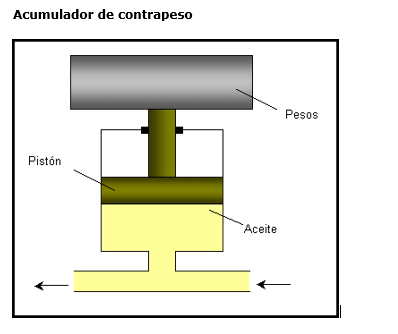 Acumulador de contrapeso
Pesos
Pistón
Aceite